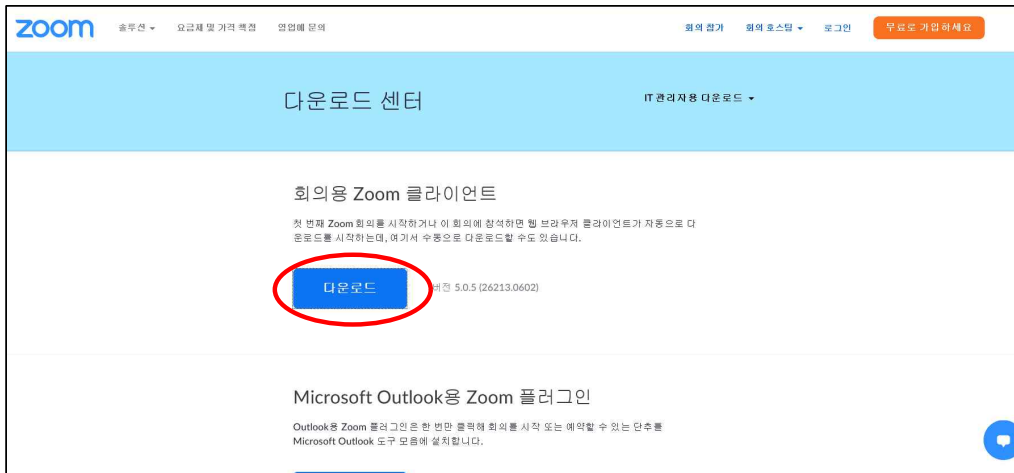 zoom 솔루션 요금제 및 가격 책정 영업에 문의 회의 참가 회의 호스팅 로그인 무료로 가입하세요
다운로드 센터 IT 관리자용 다운로드
회의용 Zoom 클라이언트
첫 번째 Zoom 회의를 시작하거나 이 회의에 참석하면 웹 브라우저 클라이언트가 자동으로 다
운로드를 시작하는데, 여기서 수동으로 다운로드할 수도 있습니다.
다운로드 버전 5.0.5 (26213.0602)
Microsoft Outlook용 Zoom 플러그인
Outlook용 Zoom 플러그인은 한 번만 클릭해 회의를 시작 또는 예약할 수 있는 단추를
Microsoft Outlook 도구 모음에 설치합니다.